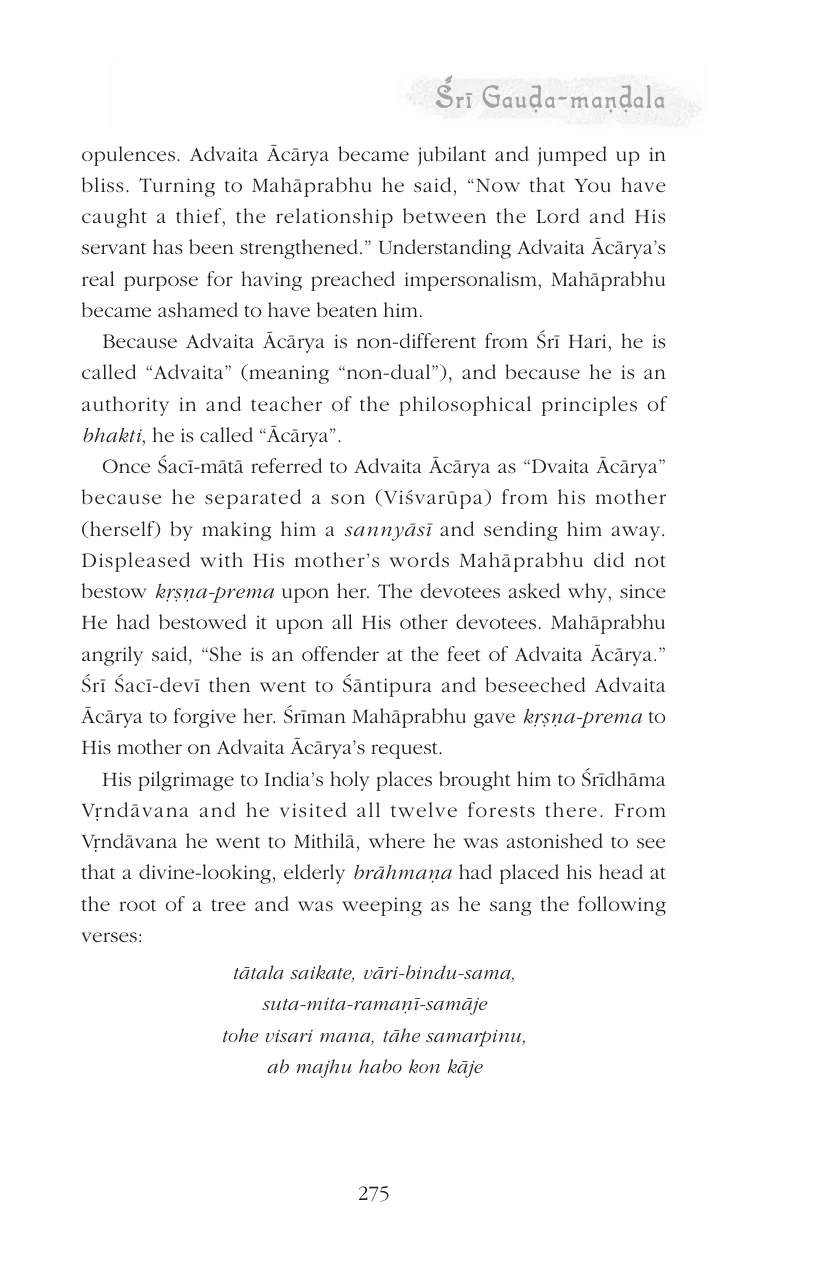 Śrī Gauḍa-maṇḍala
opulences. Advaita Ācārya became jubilant and jumped up in
bliss. Turning to Mahāprabhu he said, “Now that You have
caught a thief, the relationship between the Lord and His
servant has been strengthened.” Understanding Advaita Ācārya’s
real purpose for having preached impersonalism, Mahāprabhu
became ashamed to have beaten him.
Because Advaita Ācārya is non-different from Śrī Hari, he is
called “Advaita” (meaning “non-dual”), and because he is an
authority in and teacher of the philosophical principles of
bhakti, he is called “Ācārya”.
Once Śacī-mātā referred to Advaita Ācārya as “Dvaita Ācārya”
because he separated a son (Viśvarūpa) from his mother
(herself) by making him a sannyāsī and sending him away.
Displeased with His mother’s words Mahāprabhu did not
bestow kṛṣṇa-prema upon her. The devotees asked why, since
He had bestowed it upon all His other devotees. Mahāprabhu
angrily said, “She is an offender at the feet of Advaita Ācārya.”
Śrī Śacī-devī then went to Śāntipura and beseeched Advaita
Ācārya to forgive her. Śrīman Mahāprabhu gave kṛṣṇa-prema to
His mother on Advaita Ācārya’s request.
His pilgrimage to India’s holy places brought him to Śrīdhāma
Vṛndāvana and he visited all twelve forests there. From
Vṛndāvana he went to Mithilā, where he was astonished to see
that a divine-looking, elderly brāhmaṇa had placed his head at
the root of a tree and was weeping as he sang the following
verses:
tātala saikate, vāri-bindu-sama,
suta-mita-ramaṇī-samāje
tohe visari mana, tāhe samarpinu,
ab majhu habo kon kāje
275